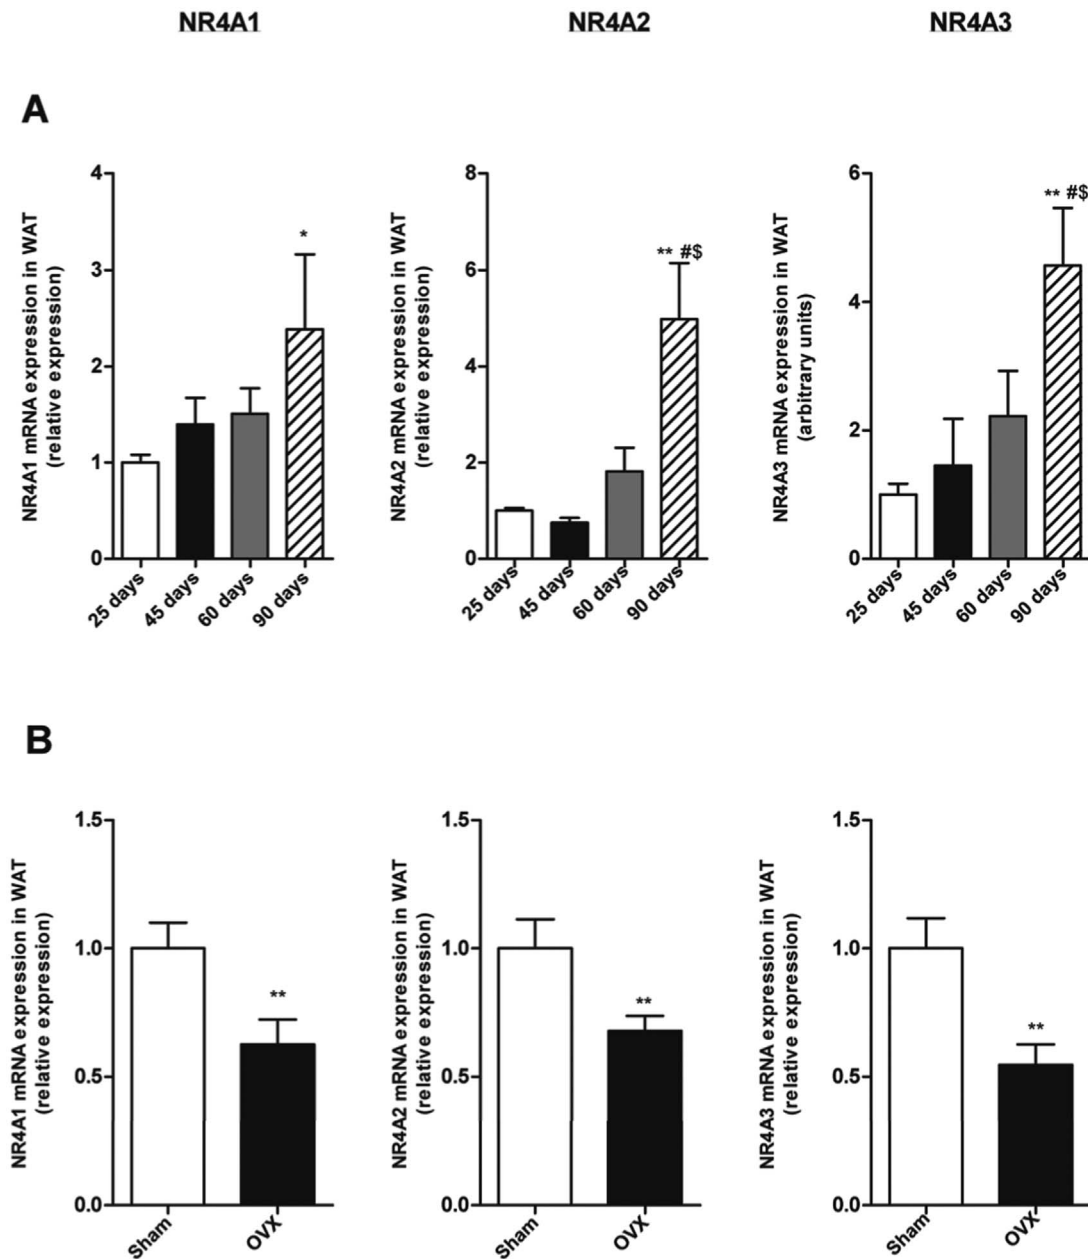 NR4A1 NR4A2 NR4A3
A
NR4A1 mRNA expression in WAT
(relative expression)
4
3
2
1
0
*
25 days 45 days 60 days 90 days
NR4A2 mRNA expression in WAT
(relative expression)
8
6
4
2
0
** #$
25 days 45 days 60 days 90 days
NR4A3 mRNA expression in WAT
(arbitrary units)
6
4
2
0
** #$
25 days 45 days 60 days 90 days
B
NR4A1 mRNA expression in WAT
(relative expression)
1.5
1.0
0.5
0.0
**
Sham OVX
NR4A2 mRNA expression in WAT
(relative expression)
1.5
1.0
0.5
0.0
**
Sham OVX
NR4A3 mRNA expression in WAT
(relative expression)
1.5
1.0
0.5
0.0
**
Sham OVX